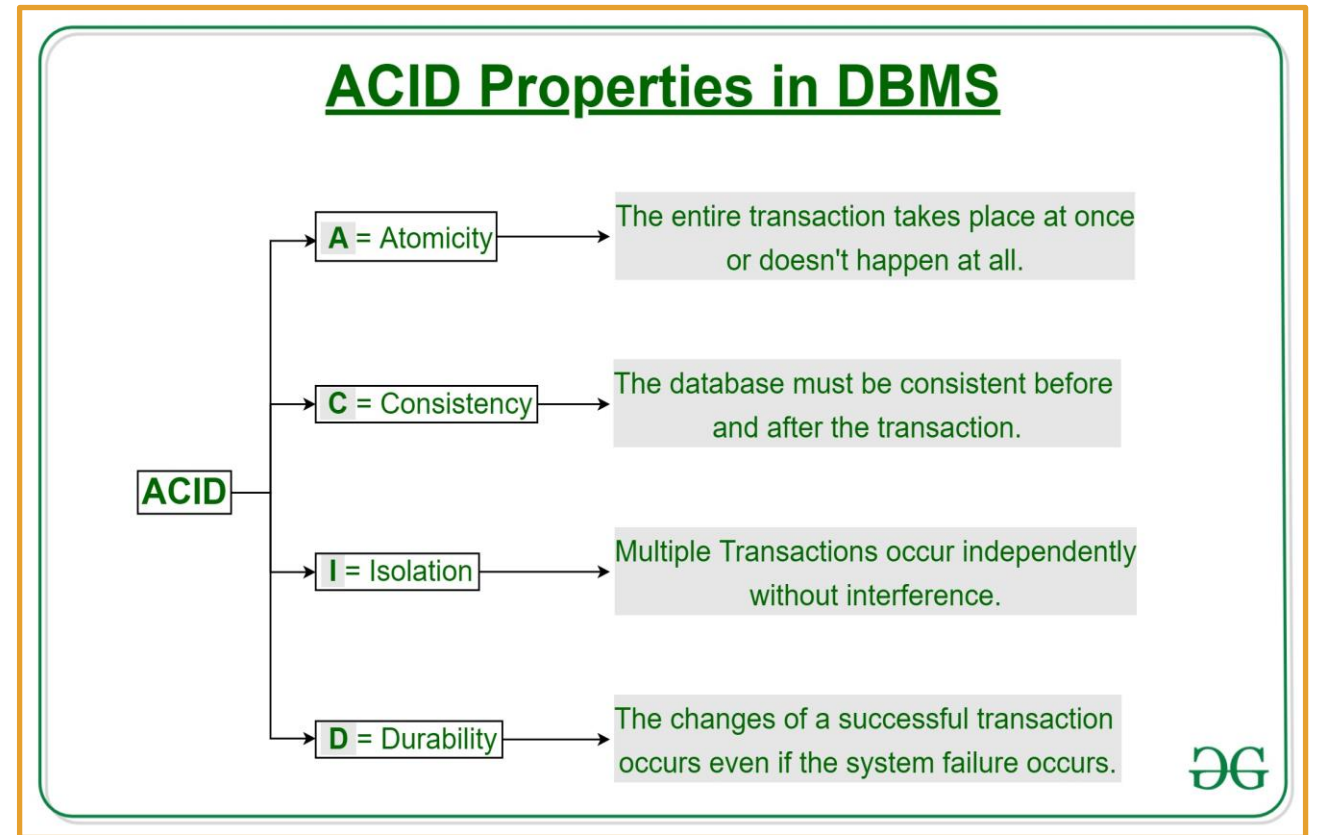 ACID Properties in DBMS
A = Atomicity
The entire transaction takes place at once
or doesn't happen at all.
C = Consistency
The database must be consistent before
and after the transaction.
ACID
I = Isolation
Multiple Transactions occur independently
without interference.
D = Durability
The changes of a successful transaction
occurs even if the system failure occurs.